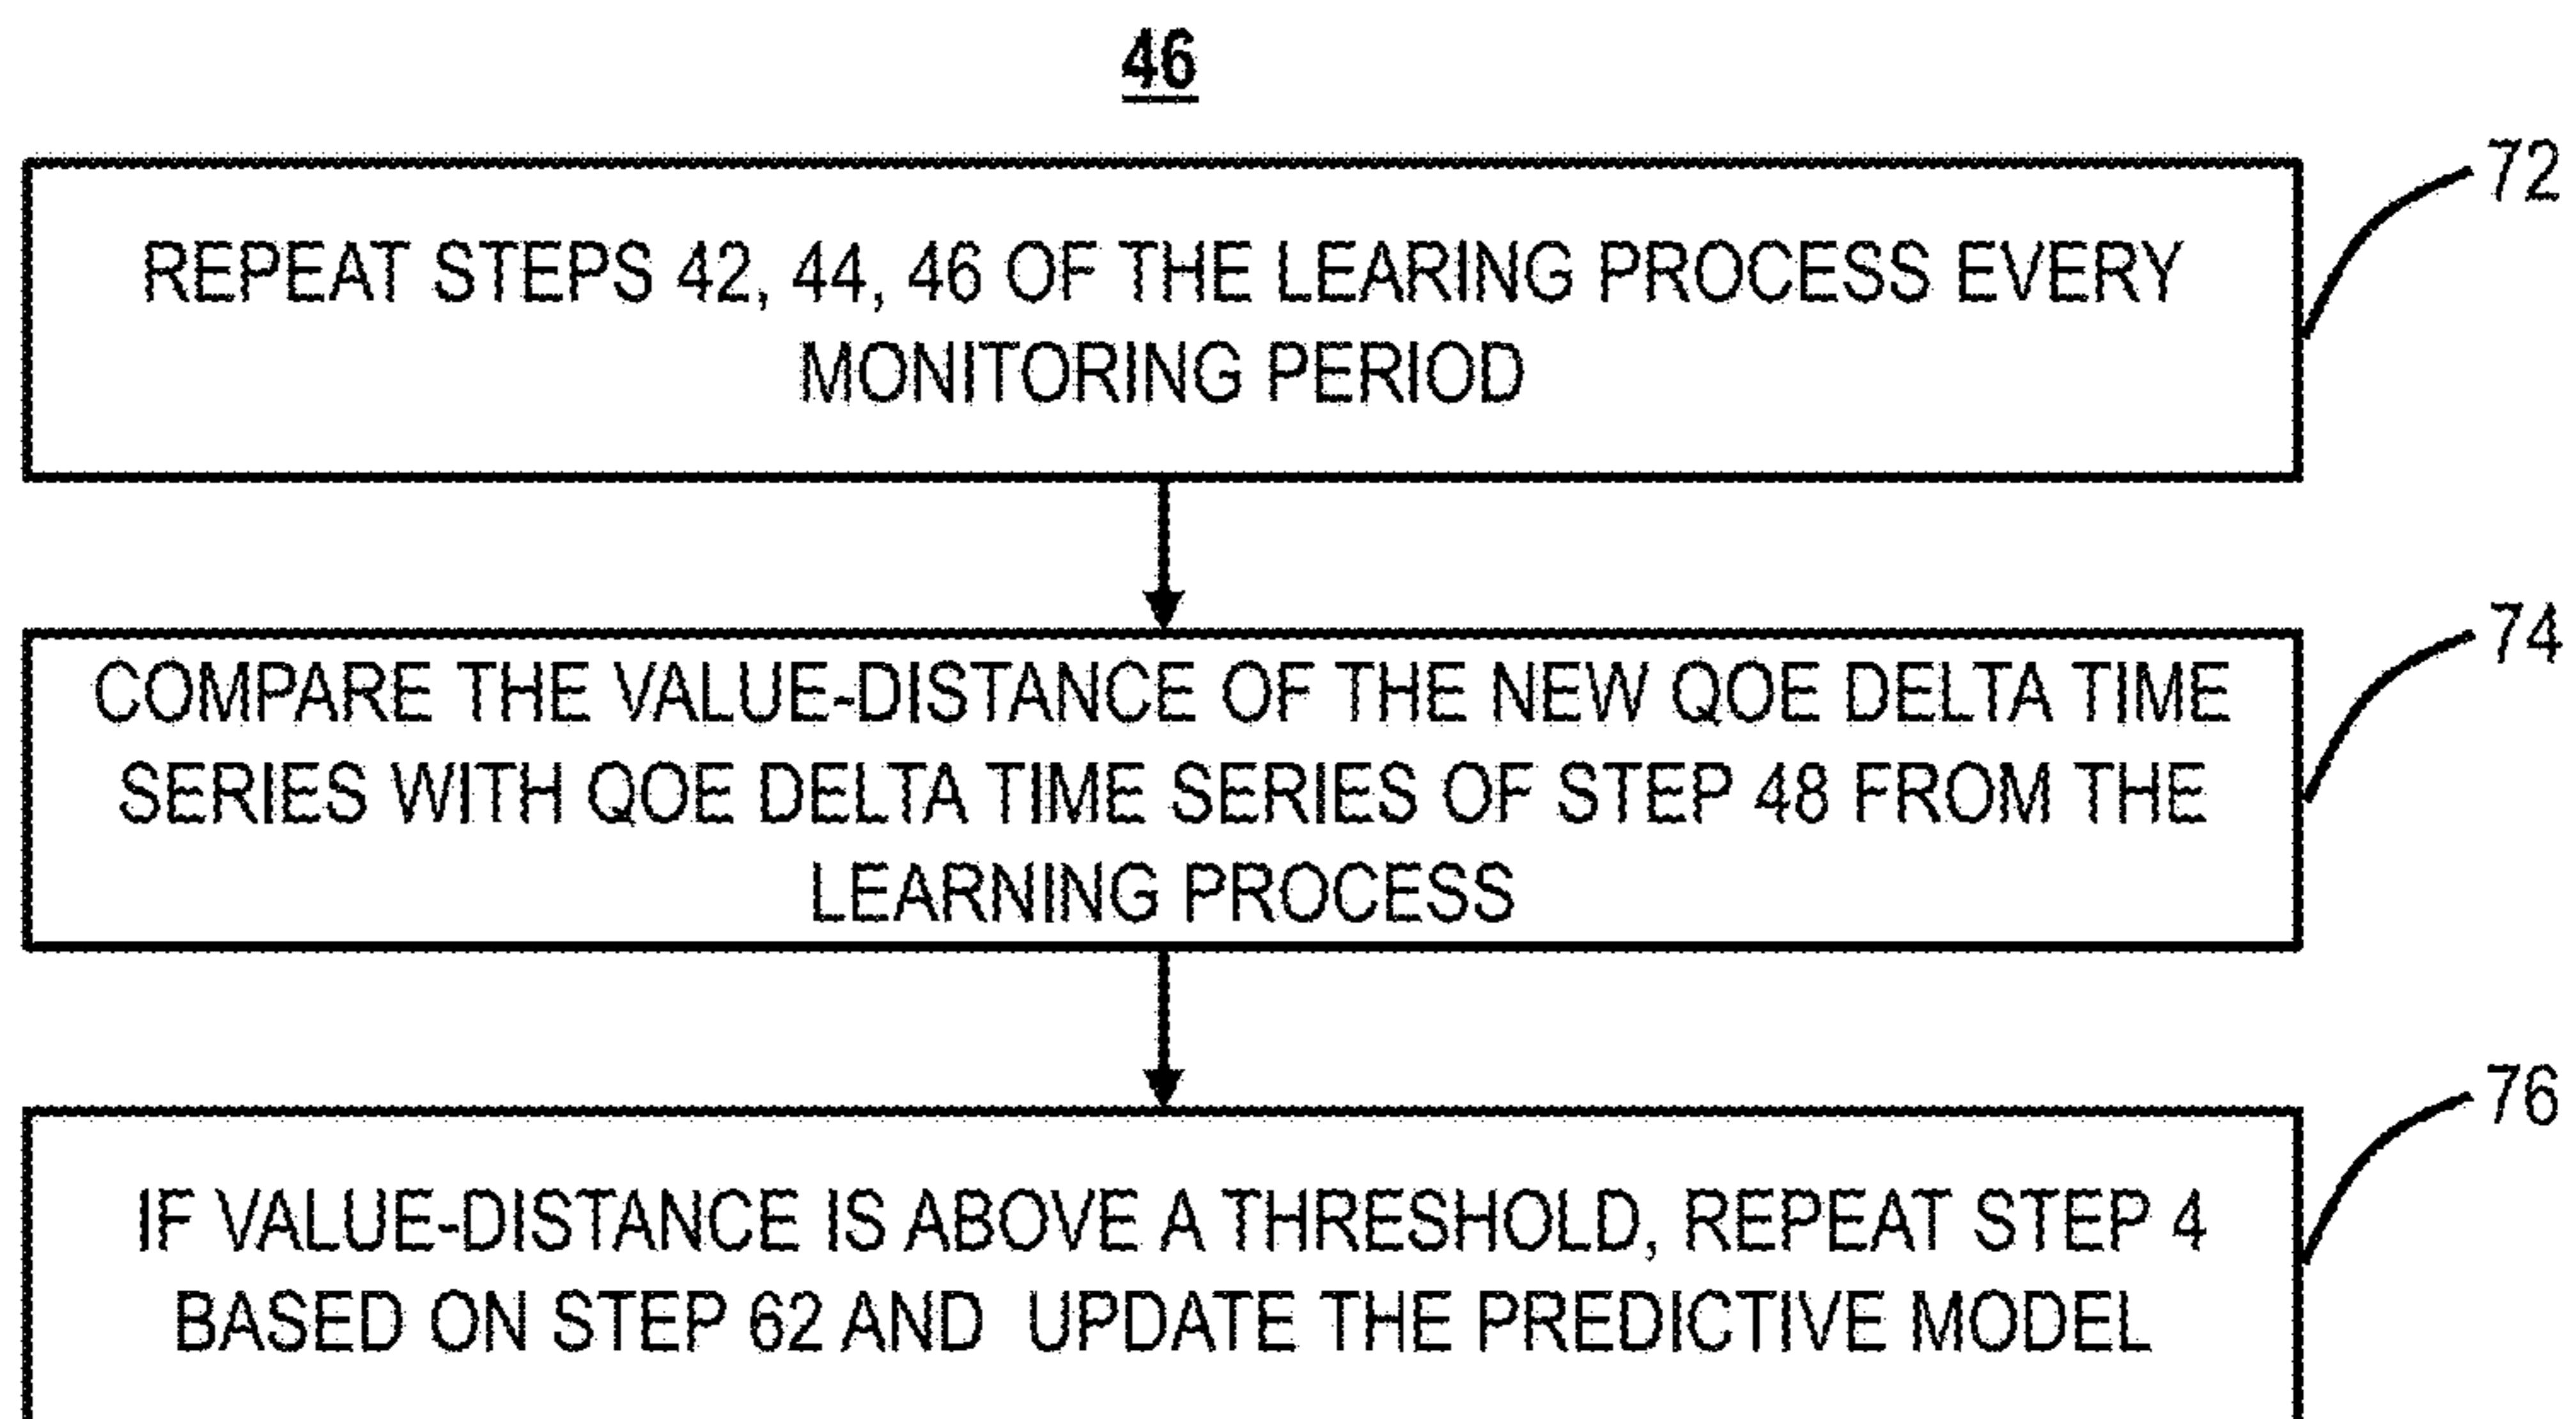 46
72
REPEAT STEPS 42, 44, 46 OF THE LEARING PROCESS EVERY
MONITORING PERIOD
74
COMPARE THE VALUE-DISTANCE OF THE NEW QOE DELTA TIME
SERIES WITH QOE DELTA TIME SERIES OF STEP 48 FROM THE
LEARNING PROCESS
76
IF VALUE-DISTANCE IS ABOVE A THRESHOLD, REPEAT STEP 4
BASED ON STEP 62 AND UPDATE THE PREDICTIVE MODEL